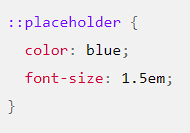 ::placeholder {
  color: blue;
  font-size: 1.5em;
}